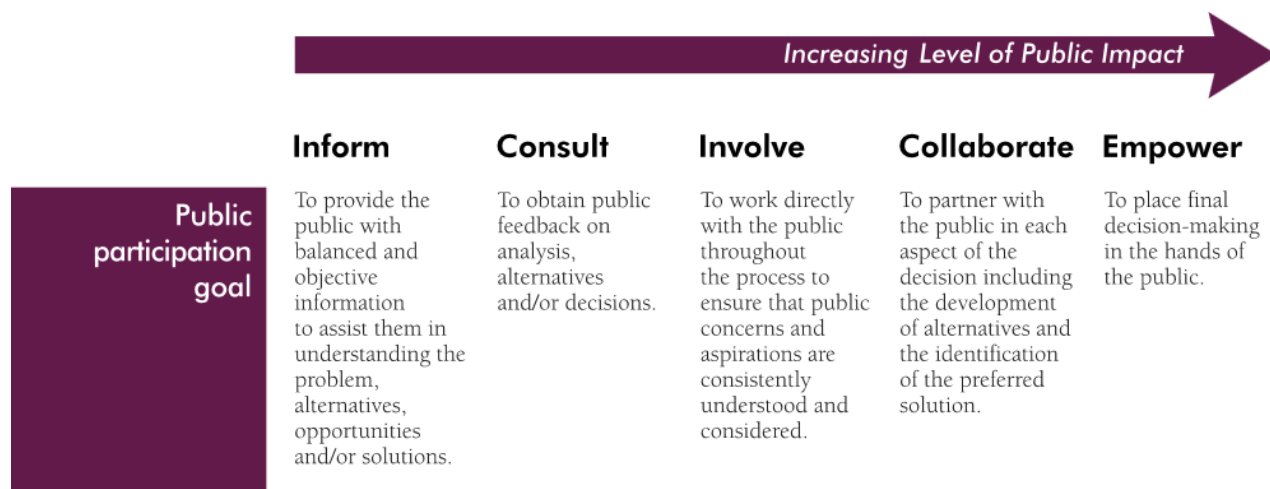 Increasing Level of Public Impact
Inform
Consult
Involve
Collaborate
Empower
Public
participation
goal
To provide the
public with
balanced and
objective
information
to assist them in
understanding the
problem,
alternatives,
opportunities
and/or solutions.
To obtain public
feedback on
analysis,
alternatives
and/or decisions.
To work directly
with the public
throughout
the process to
ensure that public
concerns and
aspirations are
consistently
understood and
considered.
To partner with
the public in each
aspect of the
decision including
the development
of alternatives and
the identification
of the preferred
solution.
To place final
decision-making
in the hands of
the public.